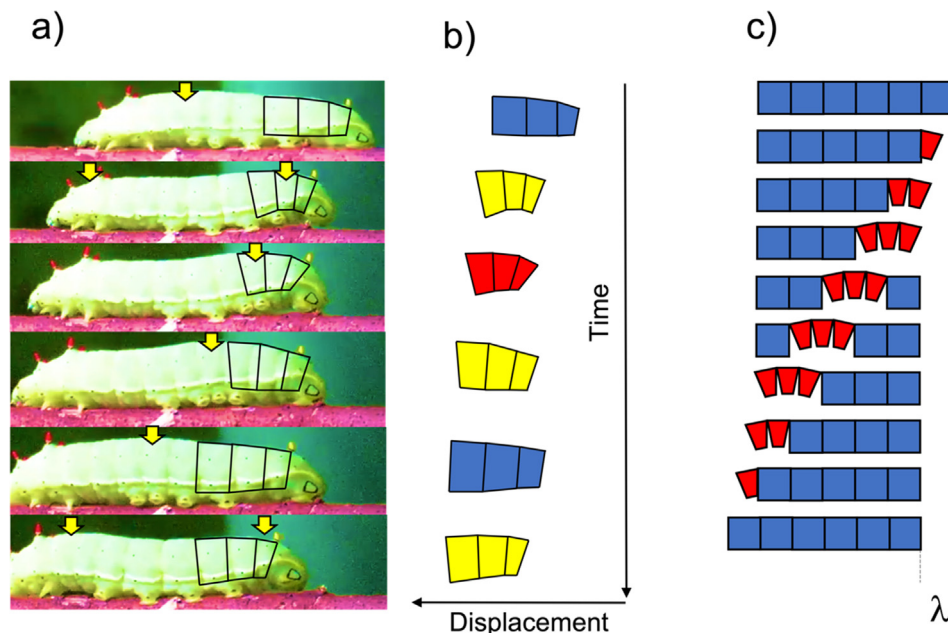 a)
b)
c)
Time
Displacement
λ